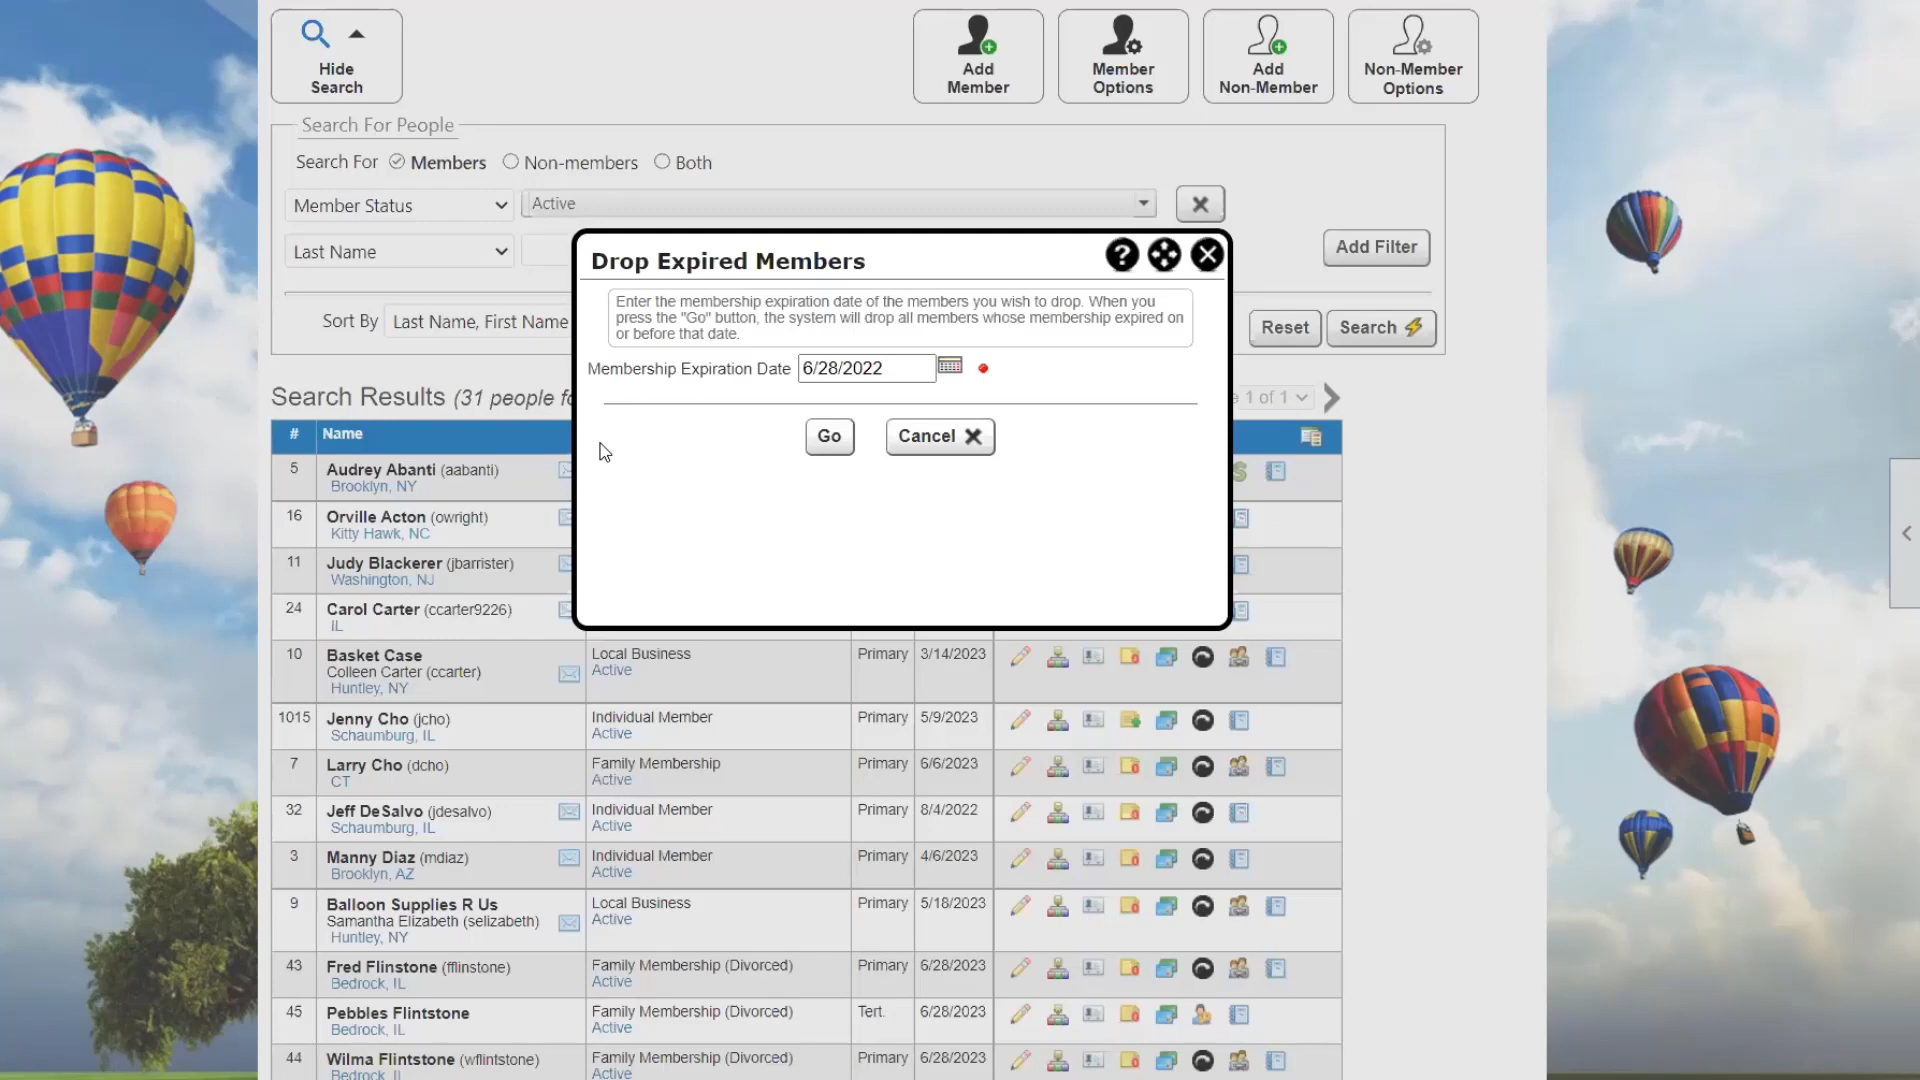 Hide
Search
Add
Member
Member
Options
Add
Non-Member
Non-Member
Options
Search For People
Search For Members Non-members Both
Member Status Active
Last Name
Add Filter
Sort By Last Name, First Name
Reset Search
Drop Expired Members
Enter the membership expiration date of the members you wish to drop. When you
press the "Go" button, the system will drop all members whose membership expired on
or before that date.
Membership Expiration Date 6/28/2022
Go Cancel
Search Results (31 people
1 of 1
# Name
5 Audrey Abanti (aabanti)
Brooklyn, NY
16 Orville Acton (owright)
Kitty Hawk, NC
11 Judy Blackerer (jbarrister)
Washington, NJ
24 Carol Carter (ccarter9226)
IL
10 Basket Case Local Business Primary 3/14/2023
Colleen Carter (ccarter) Active
Huntley, NY
1015 Jenny Cho (jcho) Individual Member Primary 5/9/2023
Schaumburg, IL Active
7 Larry Cho (dcho) Family Membership Primary 6/6/2023
CT Active
32 Jeff DeSalvo (jdesalvo) Individual Member Primary 8/4/2022
Schaumburg, IL Active
3 Manny Diaz (mdiaz) Individual Member Primary 4/6/2023
Brooklyn, AZ Active
9 Balloon Supplies R Us Local Business Primary 5/18/2023
Samantha Elizabeth (selizabeth) Active
Huntley, NY
43 Fred Flinstone (fflinstone) Family Membership (Divorced) Primary 6/28/2023
Bedrock, IL Active
45 Pebbles Flintstone Family Membership (Divorced) Tert. 6/28/2023
Bedrock, IL Active
44 Wilma Flintstone (wflintstone) Family Membership (Divorced) Primary 6/28/2023
Bedrock, IL Active